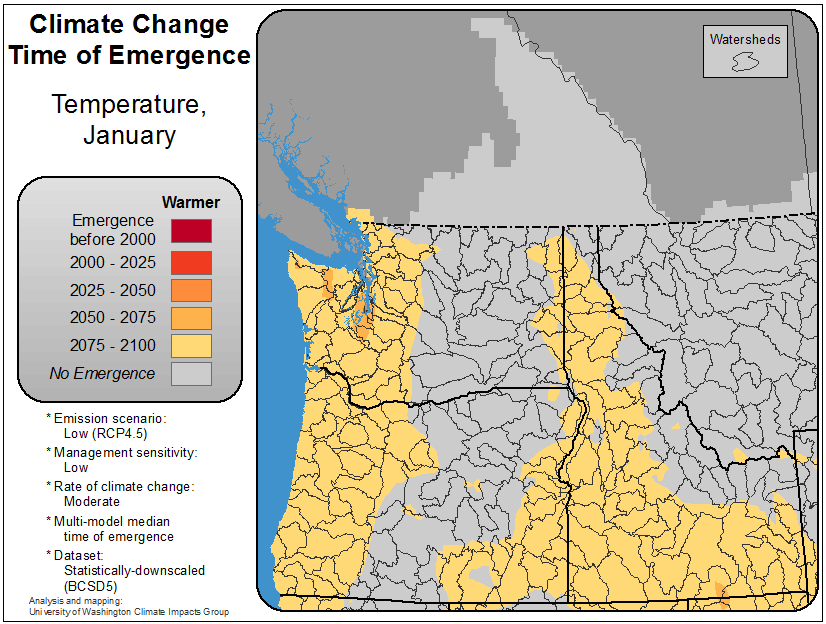 Climate Change
Time of Emergence
Temperature,
January
Warmer
Emergence
before 2000
2000 - 2025
2025 - 2050
2050 - 2075
2075 - 2100
No Emergence
* Emission scenario:
Low (RCP4.5)
* Management sensitivity:
Low
* Rate of climate change:
Moderate
* Multi-model median
time of emergence
* Dataset:
Statistically-downscaled
(BCSD5)
Analysis and mapping:
University of Washington Climate Impacts Group
Watersheds